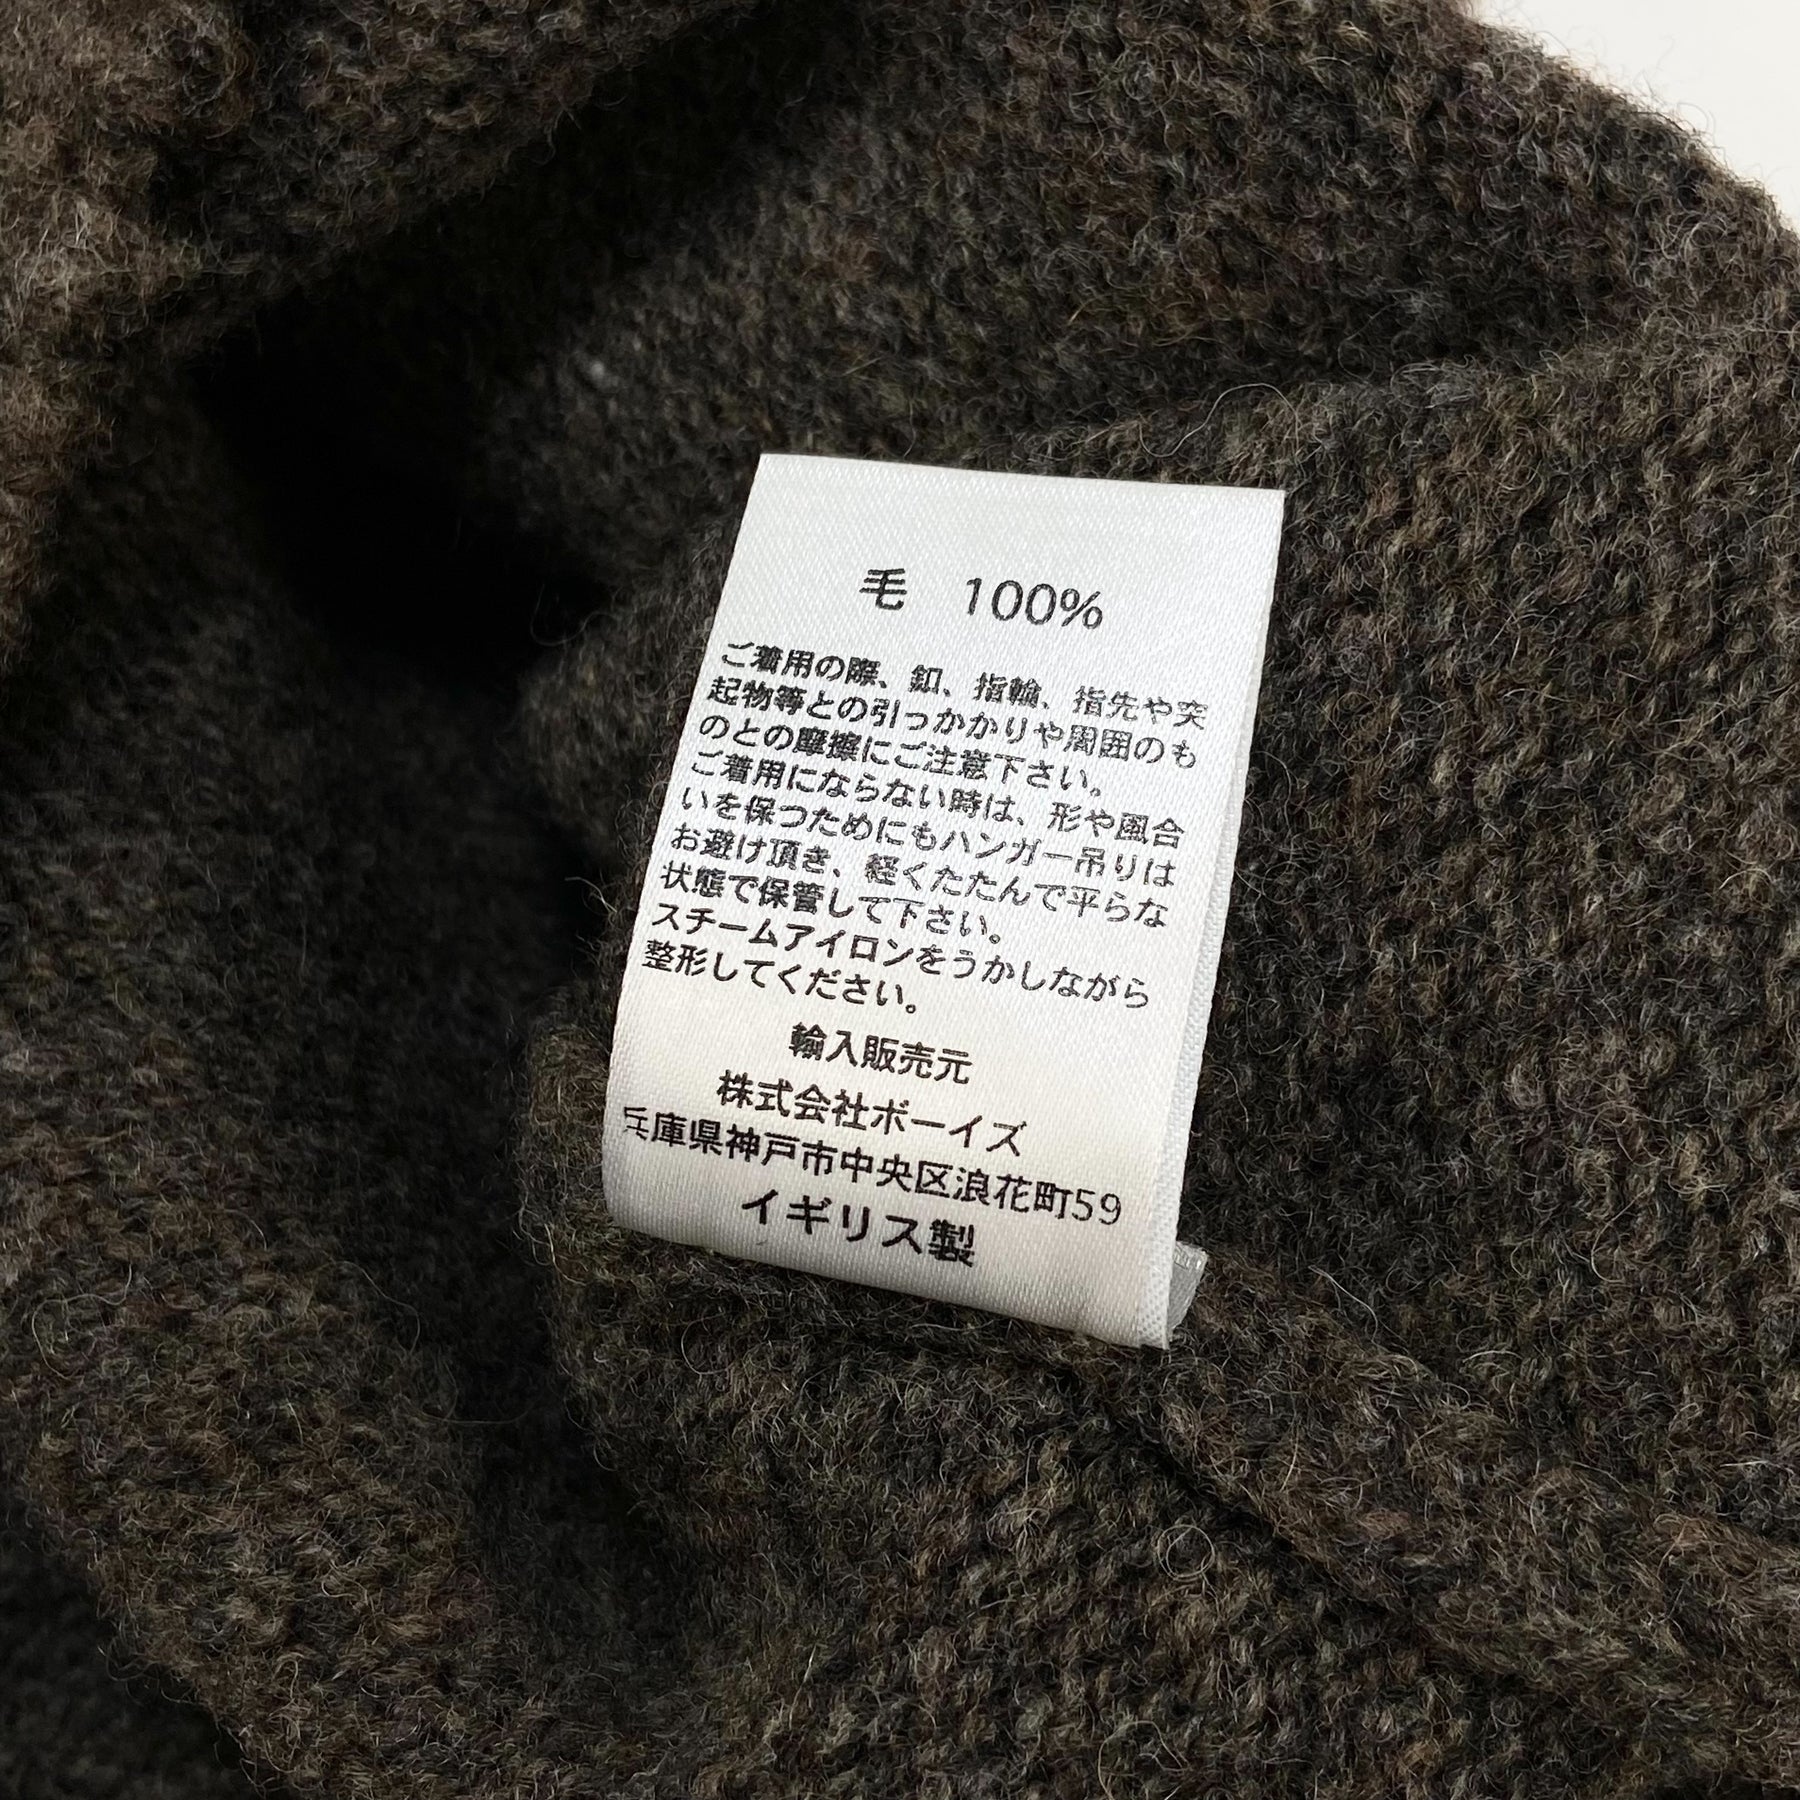 毛　100%
ご着用の際、釦、指輪、指先や突
起物等との引っかかりや周囲のも
のとの摩擦にご注意下さい。
ご着用にならない時は、形や風合
いを保つためにもハンガー吊りは
お避け頂き、軽くたたんで平らな
状態で保管して下さい。
スチームアイロンをうかしながら
整形してください。
輸入販売元
株式会社ボーイズ
兵庫県神戸市中央区浪花町59
イギリス製